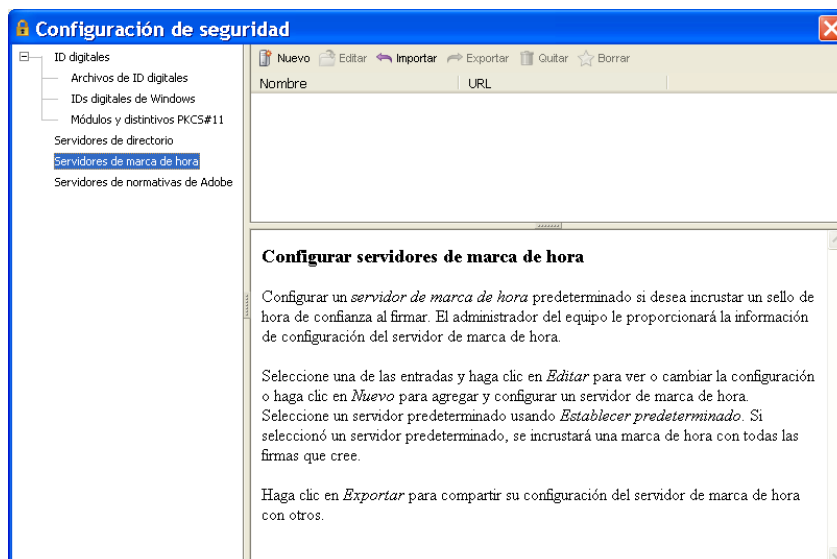 Configuración de seguridad
ID digitales
Archivos de ID digitales
IDs digitales de Windows
Módulos y distintivos PKCS#11
Servidores de directorio
Servidores de marca de hora
Servidores de normativas de Adobe
Nuevo Editar Importar Exportar Quitar Borrar
Nombre URL
Configurar servidores de marca de hora
Configurar un servidor de marca de hora predeterminado si desea incrustar un sello de
hora de confianza al firmar. El administrador del equipo le proporcionará la información
de configuración del servidor de marca de hora.
Seleccione una de las entradas y haga clic en Editar para ver o cambiar la configuración
o haga clic en Nuevo para agregar y configurar un servidor de marca de hora.
Seleccione un servidor predeterminado usando Establecer predeterminado. Si
seleccionó un servidor predeterminado, se incrustará una marca de hora con todas las
firmas que cree.
Haga clic en Exportar para compartir su configuración del servidor de marca de hora
con otros.